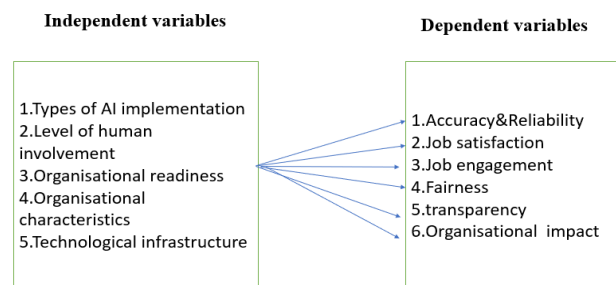 Independent variables
Dependent variables
1.Types of AI implementation
2.Level of human
involvement
3.Organisational readiness
4.Organisational
characteristics
5.Technological infrastructure
1.Accuracy&Reliability
2.Job satisfaction
3.Job engagement
4.Fairness
5.transparency
6.Organisational impact